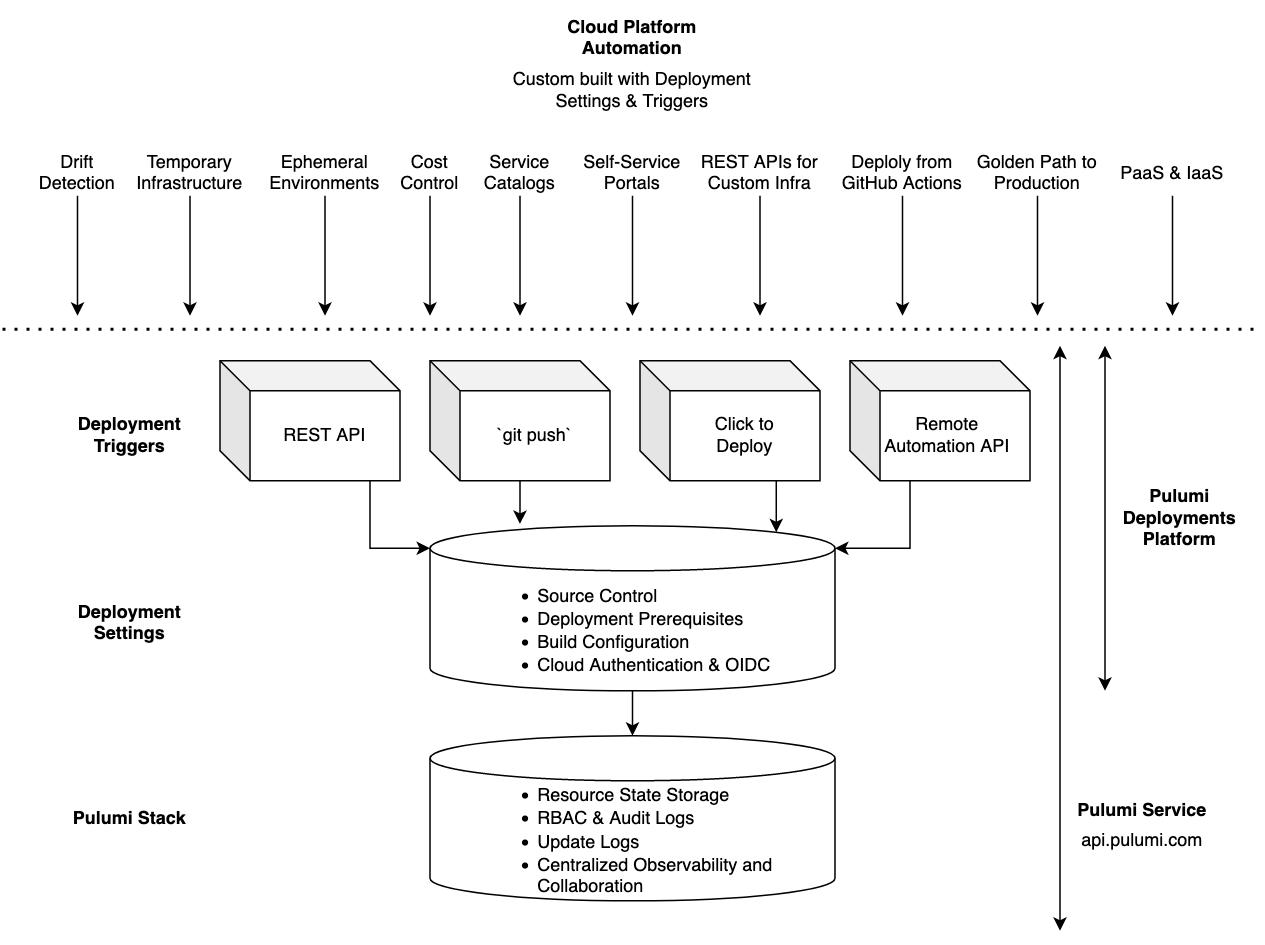 Cloud Platform
Automation
Custom built with Deployment
Settings & Triggers
Drift
Detection
Temporary
Infrastructure
Ephemeral
Environments
Cost
Control
Service
Catalogs
Self-Service
Portals
REST APIs for
Custom Infra
Deploly from
GitHub Actions
Golden Path to
Production
PaaS & IaaS
Deployment
Triggers
REST API
`git push`
Click to
Deploy
Remote
Automation API
Pulumi
Deployments
Platform
Deployment
Settings
• Source Control
• Deployment Prerequisites
• Build Configuration
• Cloud Authentication & OIDC
Pulumi Stack
• Resource State Storage
• RBAC & Audit Logs
• Update Logs
• Centralized Observability and
Collaboration
Pulumi Service
api.pulumi.com